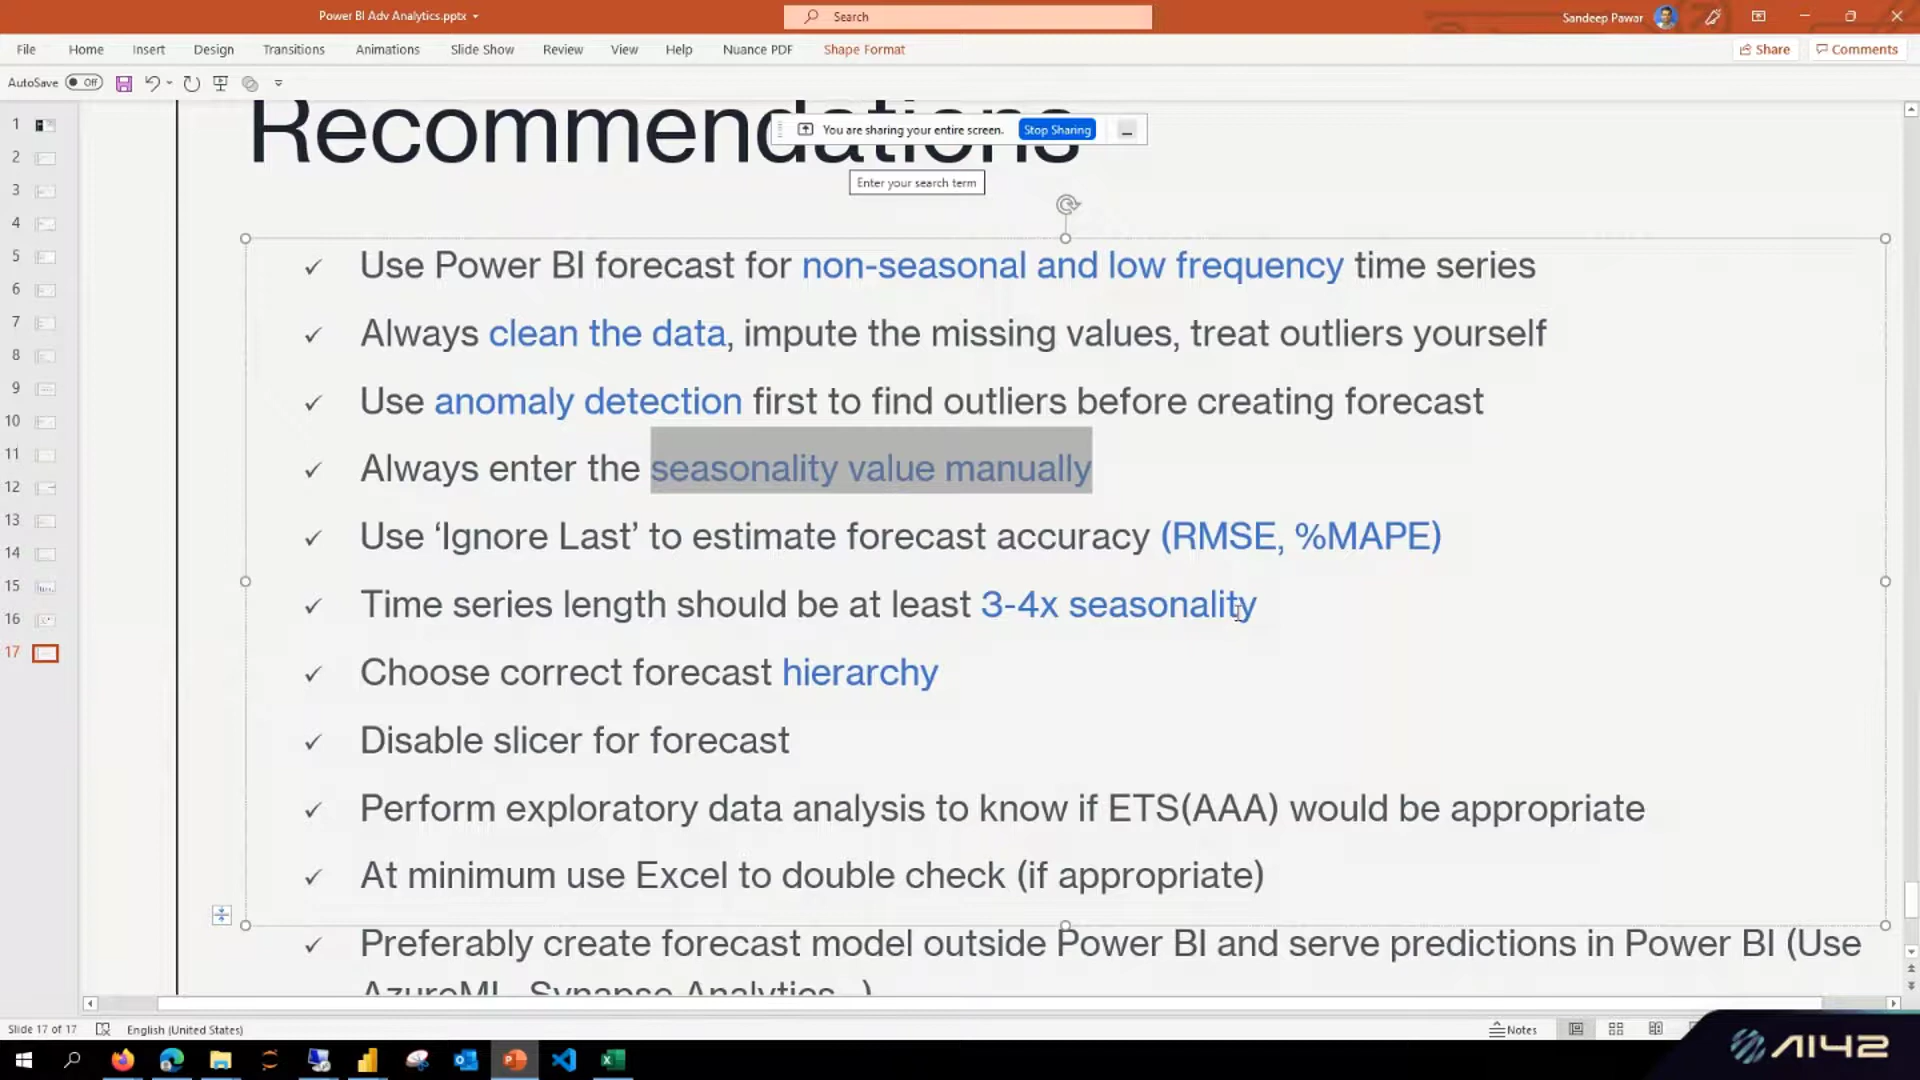 Power BI Adv Analytics.pptx
Search
Sandeep Pawar
File Home Insert Design Transitions Animations Slide Show Review View Help Nuance PDF Shape Format
Share Comments
AutoSave Off
Recommendations
You are sharing your entire screen. Stop Sharing
Enter your search term
1
2
3
4
5
6
7
8
9
10
11
12
13
14
15
16
17
✓ Use Power BI forecast for non-seasonal and low frequency time series
✓ Always clean the data, impute the missing values, treat outliers yourself
✓ Use anomaly detection first to find outliers before creating forecast
✓ Always enter the seasonality value manually
✓ Use ‘Ignore Last’ to estimate forecast accuracy (RMSE, %MAPE)
✓ Time series length should be at least 3-4x seasonality
✓ Choose correct forecast hierarchy
✓ Disable slicer for forecast
✓ Perform exploratory data analysis to know if ETS(AAA) would be appropriate
✓ At minimum use Excel to double check (if appropriate)
✓ Preferably create forecast model outside Power BI and serve predictions in Power BI (Use
AzureML, Synapse Analytics...)
Slide 17 of 17 English (United States)
Notes
AI42